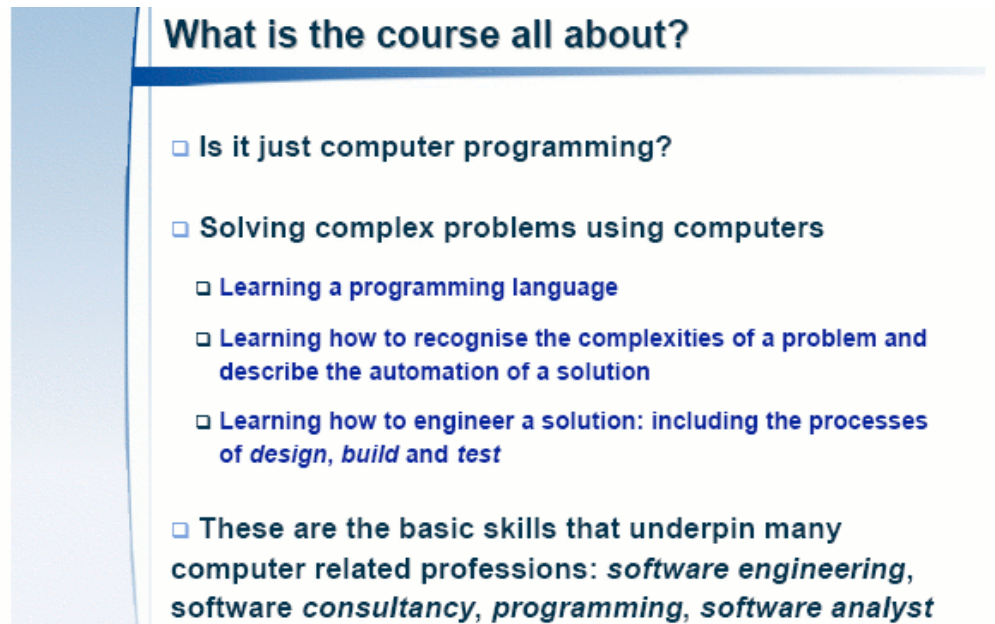 What is the course all about?
Is it just computer programming?
Solving complex problems using computers
Learning a programming language
Learning how to recognise the complexities of a problem and
describe the automation of a solution
Learning how to engineer a solution: including the processes
of design, build and test
These are the basic skills that underpin many
computer related professions: software engineering,
software consultancy, programming, software analyst